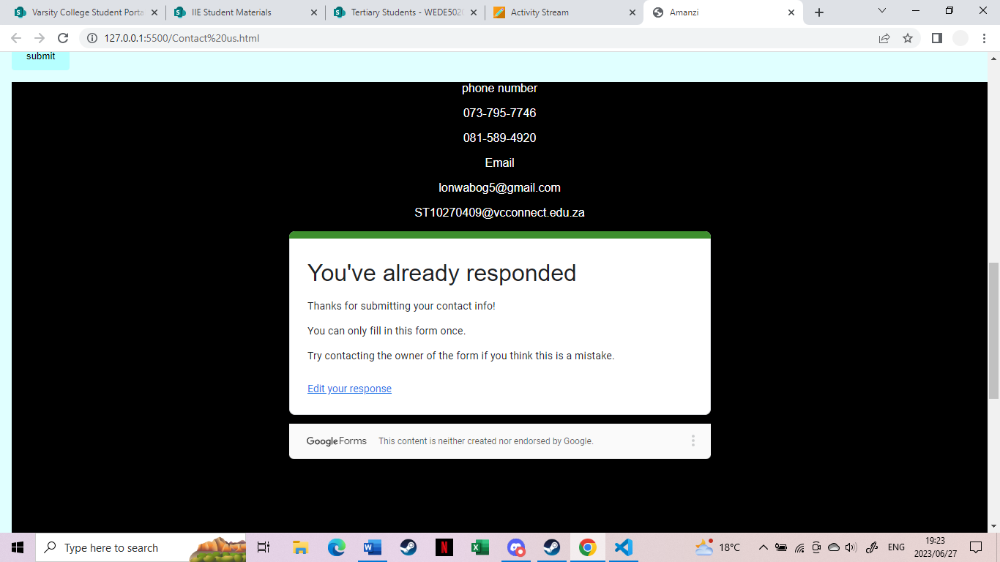 Varsity College Student Porta
IIE Student Materials
Tertiary Students - WEDE502
Activity Stream
Amanzi
127.0.0.1:5500/Contact%20us.html
submit
phone number
073-795-7746
081-589-4920
Email
lonwabog5@gmail.com
ST10270409@vcconnect.edu.za
You've already responded
Thanks for submitting your contact info!
You can only fill in this form once.
Try contacting the owner of the form if you think this is a mistake.
Edit your response
Google Forms This content is neither created nor endorsed by Google.
Type here to search
18°C
ENG
19:23
2023/06/27